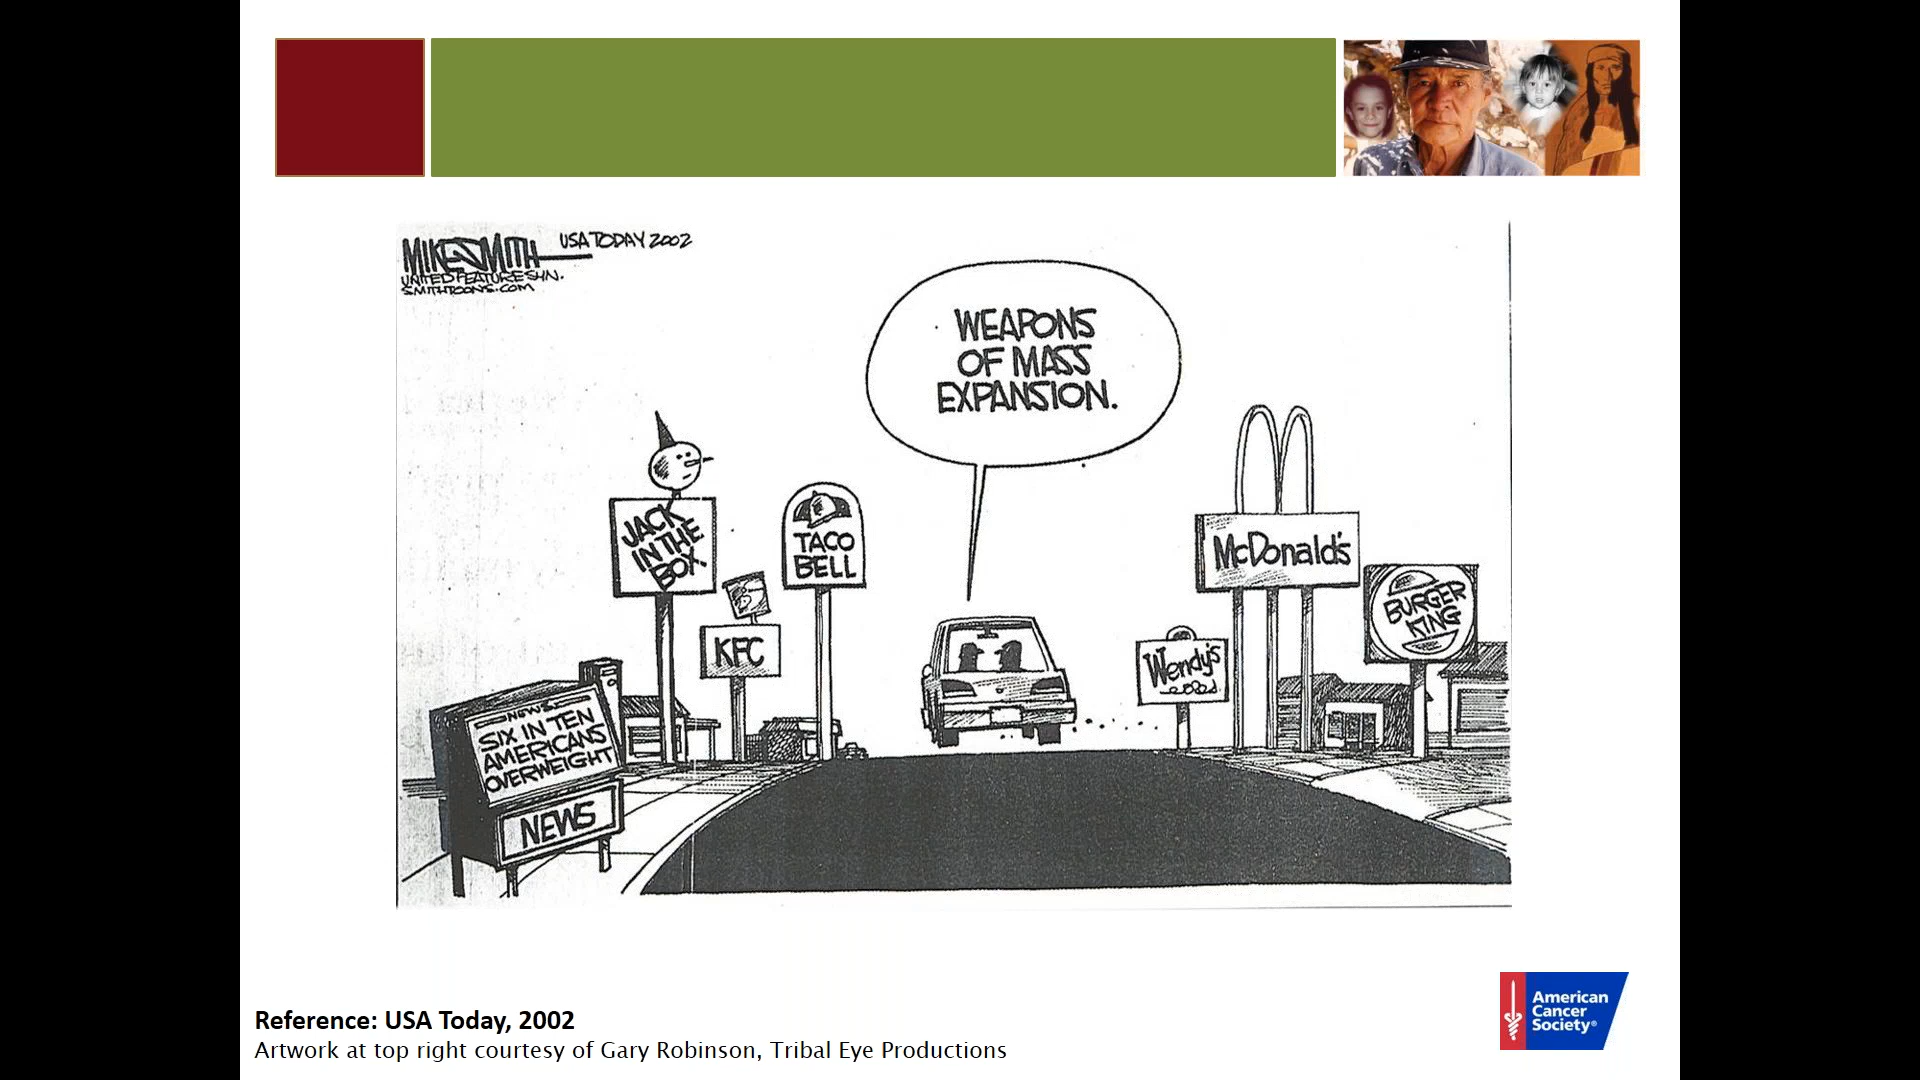 MIKE SMITH USA TODAY 2002
UNITED FEATURE SYN.
SMITHTOONS.COM
WEAPONS
OF MASS
EXPANSION.
JACK
IN THE
BOX
TACO
BELL
KFC
McDonald's
BURGER
KING
Wendy's
NEWS
SIX IN TEN
AMERICANS
OVERWEIGHT
NEWS
Reference: USA Today, 2002
Artwork at top right courtesy of Gary Robinson, Tribal Eye Productions
American
Cancer
Society®